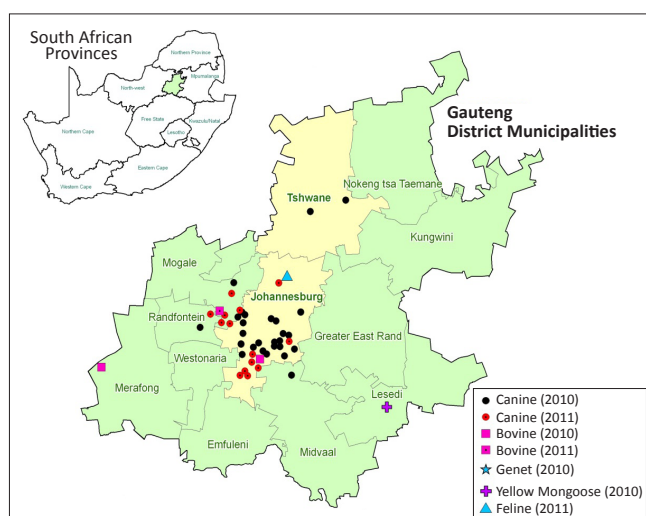 South African
Provinces
Northern Province
North-west
Mpumalanga
Free State
Kwazulu/Natal
Lesotho
Northern Cape
Eastern Cape
Western Cape
Gauteng
District Municipalities
Tshwane
Nokeng tsa Taemane
Kungwini
Mogale
Johannesburg
Randfontein
Greater East Rand
Westonaria
Merafong
Lesedi
Emfuleni
Midvaal
Canine (2010)
Canine (2011)
Bovine (2010)
Bovine (2011)
Genet (2010)
Yellow Mongoose (2010)
Feline (2011)